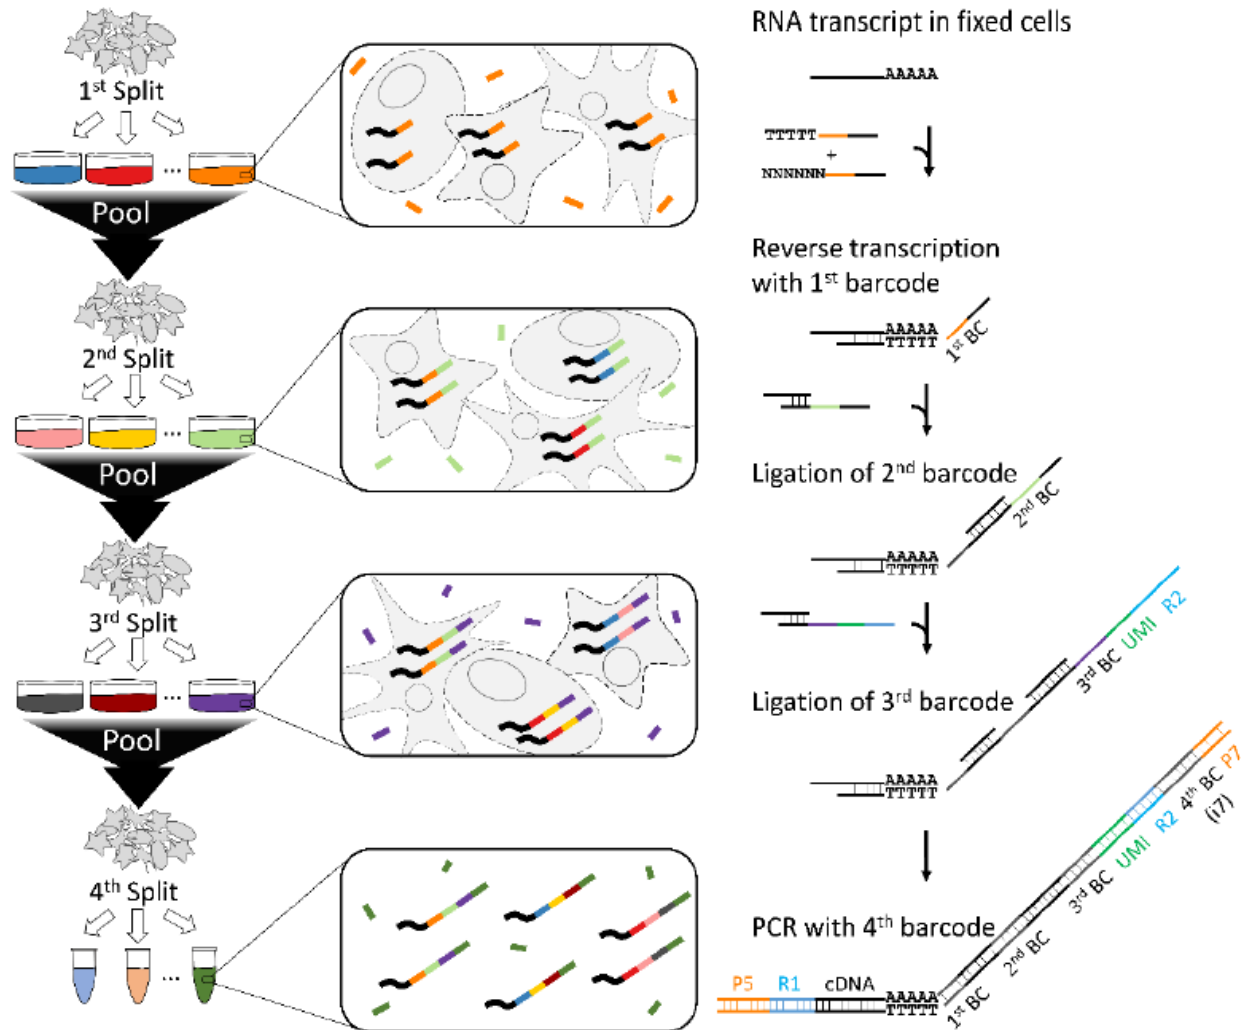 1st Split
...
Pool
2nd Split
...
Pool
3rd Split
...
Pool
4th Split
...
RNA transcript in fixed cells
AAAAA
TTTTT
+
NNNNNN
Reverse transcription
with 1st barcode
AAAAA
TTTTT
1st BC
Ligation of 2nd barcode
AAAAA
TTTTT
2nd BC
Ligation of 3rd barcode
AAAAA
TTTTT
3rd BC UMI R2
PCR with 4th barcode
P5 R1 cDNA AAAAA
TTTTT
1st BC 2nd BC 3rd BC UMI R2 4th BC P7
(i7)